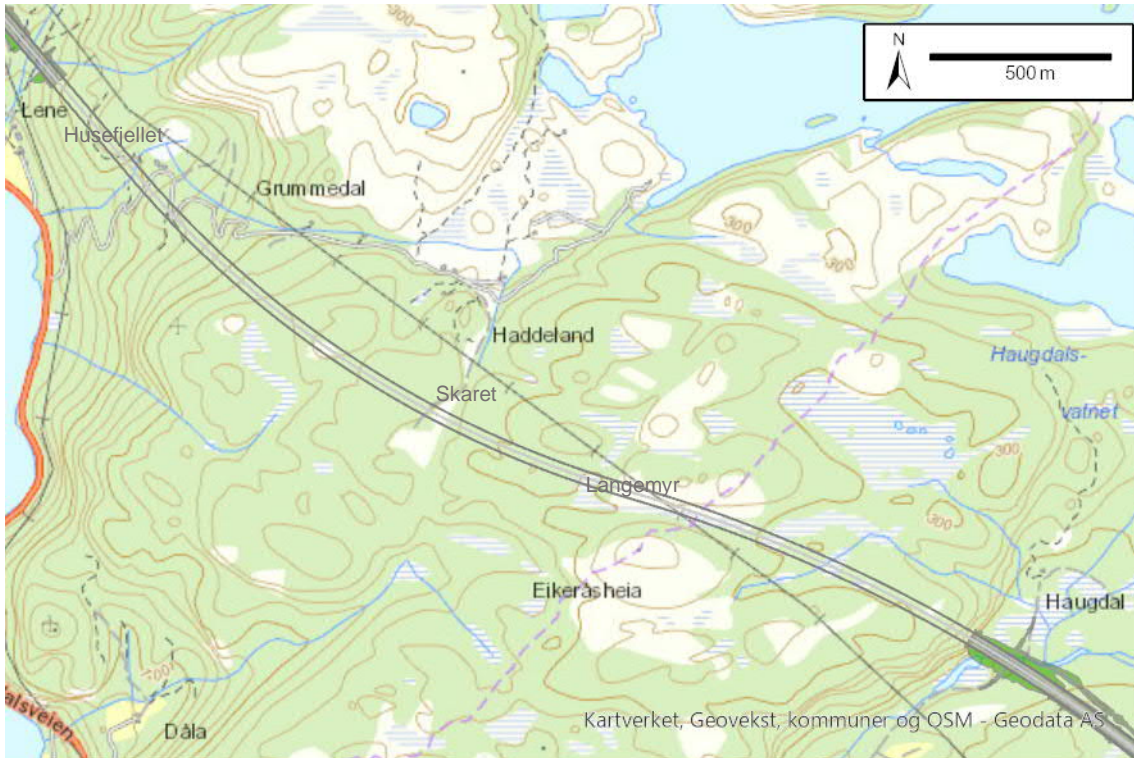 300
N
500 m
Lene
Husefjellet
Grummedal
300
300
Haddeland
Haugdals-
vatnet
Skaret
300
Langemyr
300
Eikeråsheia
Haugdal
100
alsveien
Dåla
Kartverket, Geovekst, kommuner og OSM - Geodata AS